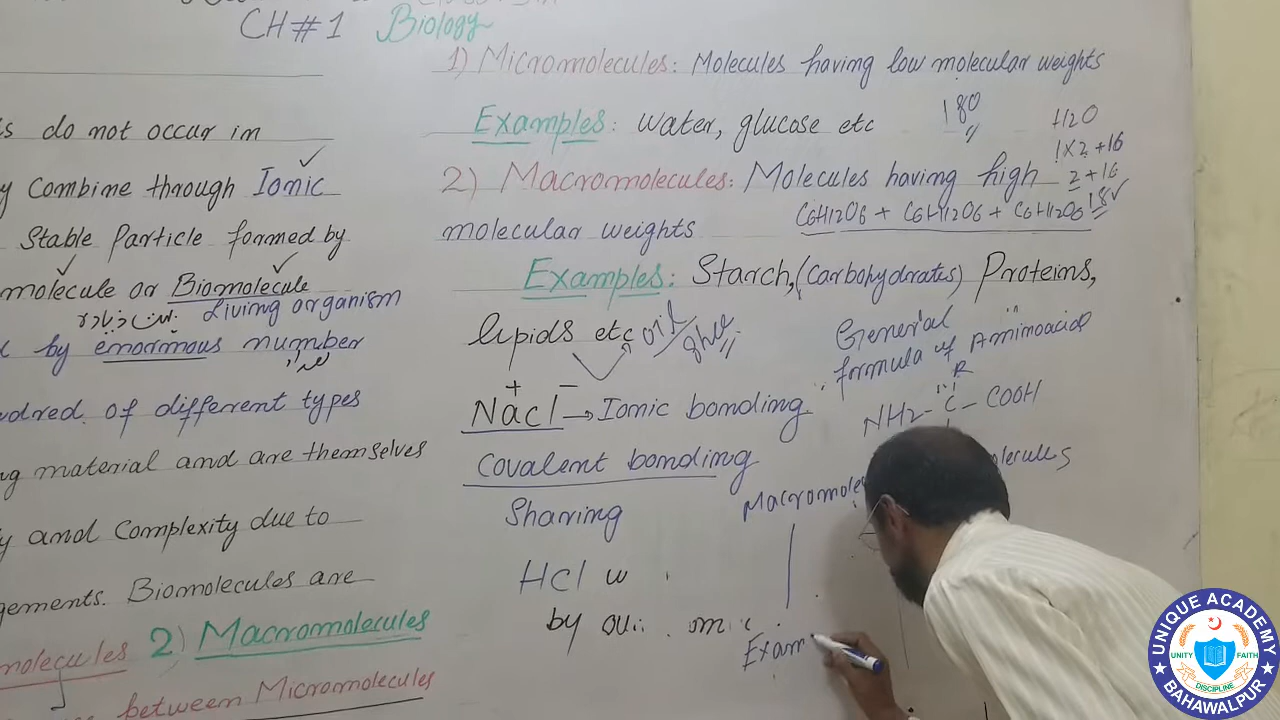 CH # 1 Biology
s do not occur in
y combine through Ionic
Stable Particle formed by
molecule or Biomolecule
Living organism
by enormous number
of different types
material and are themselves
and Complexity due to
gements. Biomolecules are
molecules 2) Macromolecules
between Micromolecules
1) Micromolecules: Molecules having low molecular weights
180
Examples: Water, glucose etc
H2O
1x2+16
2+16
18
2) Macromolecules: Molecules having high
C6H12O6 + C6H12O6 + C6H12O6
molecular weights
Examples: Starch, (Carbohydrates) Proteins,
lipids etc oil/ghee
General
formula of Aminoacid
R
NH2 - C - COOH
+ -
Nacl → Ionic bonding
Covalent bonding
Sharing
HCl
by
Exam
UNIQUE ACADEMY
UNITY FAITH
DISCIPLINE
BAHAWALPUR